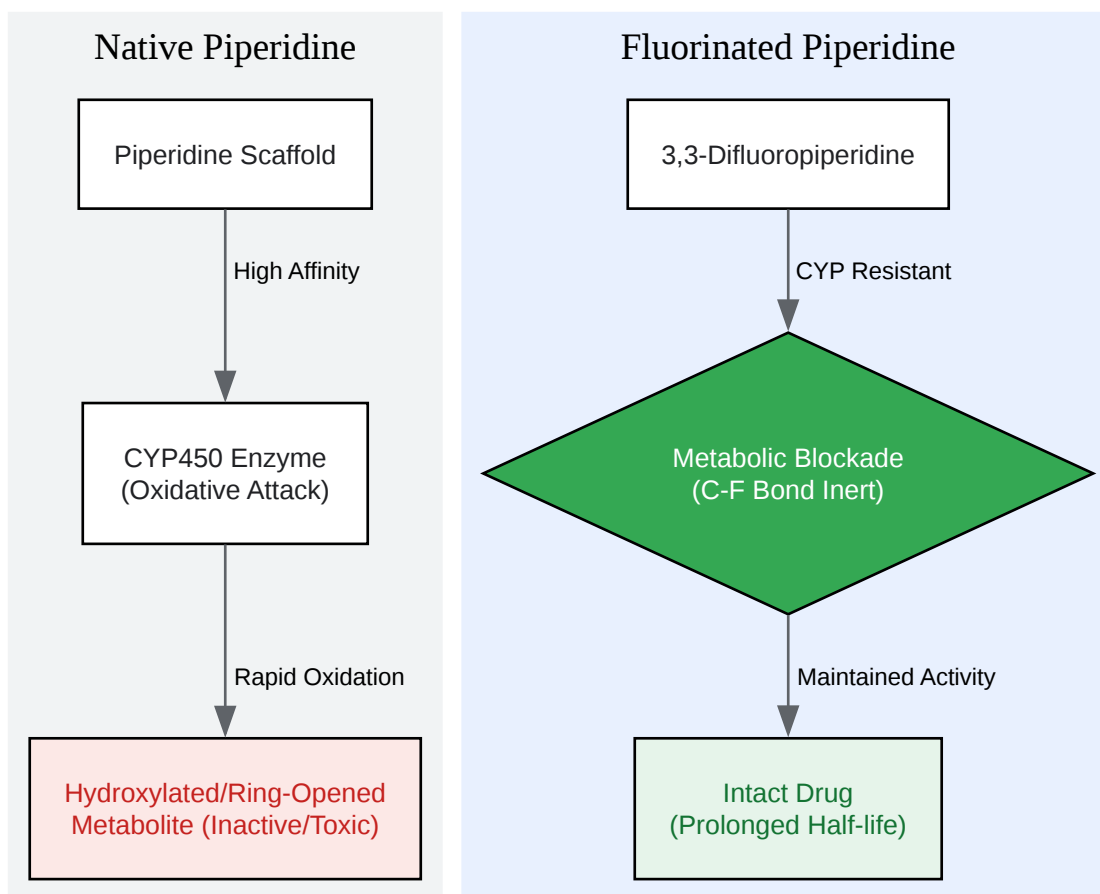 Native Piperidine
Piperidine Scaffold
High Affinity
CYP450 Enzyme
(Oxidative Attack)
Rapid Oxidation
Hydroxylated/Ring-Opened
Metabolite (Inactive/Toxic)
Fluorinated Piperidine
3,3-Difluoropiperidine
CYP Resistant
Metabolic Blockade
(C-F Bond Inert)
Maintained Activity
Intact Drug
(Prolonged Half-life)